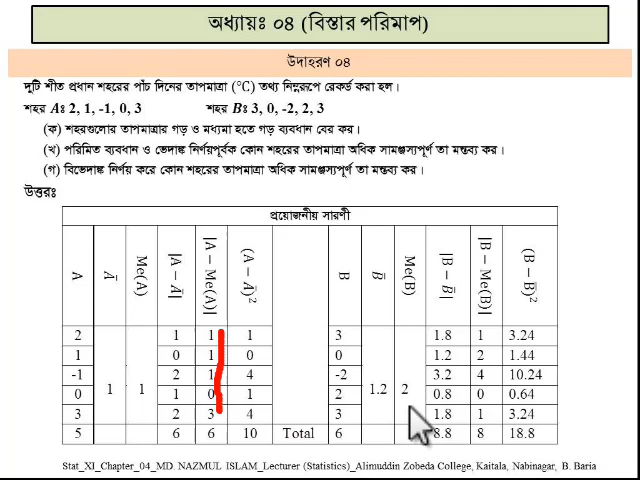 অধ্যায়ঃ ০৪ (বিস্তার পরিমাপ)
উদাহরণ ০৪
দুটি শীত প্রধান শহরের পাঁচ দিনের তাপমাত্রা (°C) তথ্য নিম্নরূপে রেকর্ড করা হল।
শহর A: 2, 1, -1, 0, 3 শহর B: 3, 0, -2, 2, 3
(ক) শহরগুলোর তাপমাত্রার গড় ও মধ্যমা হতে গড় ব্যবধান বের কর।
(খ) পরিমিত ব্যবধান ও ভেদাঙ্ক নির্ণয়পূর্বক কোন শহরের তাপমাত্রা অধিক সামঞ্জস্যপূর্ণ তা মন্তব্য কর।
(গ) বিভেদাঙ্ক নির্ণয় করে কোন শহরের তাপমাত্রা অধিক সামঞ্জস্যপূর্ণ তা মন্তব্য কর।
উত্তরঃ
প্রয়োজনীয় সারণী
A Ā Me(A) |A − Ā| |A − Me(A)| (A − Ā)² B B̄ Me(B) |B − B̄| |B − Me(B)| (B − B̄)²
2 1 1 1 3 1.8 1 3.24
1 0 1 0 0 1.2 2 1.44
-1 2 1 4 -2 3.2 4 10.24
1 1 1.2 2
0 1 0 1 2 0.8 0 0.64
3 2 3 4 3 1.8 1 3.24
5 6 6 10 Total 6 8.8 8 18.8
Stat_XI_Chapter_04_MD. NAZMUL ISLAM_Lecturer (Statistics)_Alimuddin Zobeda College, Kaitala, Nabinagar, B. Baria